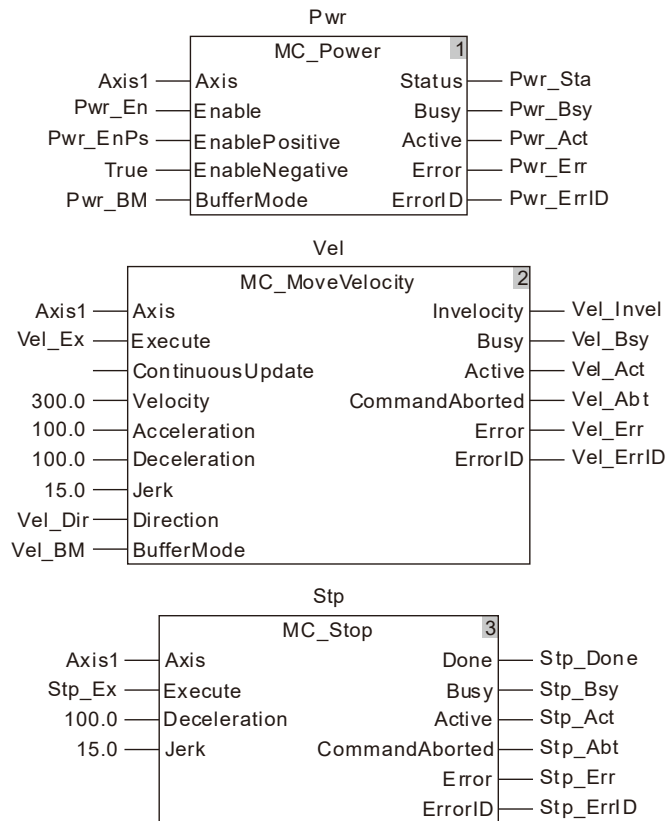 Pwr
MC_Power 1
Axis1 Axis Status Pwr_Sta
Pwr_En Enable Busy Pwr_Bsy
Pwr_EnPs EnablePositive Active Pwr_Act
True EnableNegative Error Pwr_Err
Pwr_BM BufferMode ErrorID Pwr_ErrID
Vel
MC_MoveVelocity 2
Axis1 Axis Invelocity Vel_Invel
Vel_Ex Execute Busy Vel_Bsy
ContinuousUpdate Active Vel_Act
300.0 Velocity CommandAborted Vel_Abt
100.0 Acceleration Error Vel_Err
100.0 Deceleration ErrorID Vel_ErrID
15.0 Jerk
Vel_Dir Direction
Vel_BM BufferMode
Stp
MC_Stop 3
Axis1 Axis Done Stp_Done
Stp_Ex Execute Busy Stp_Bsy
100.0 Deceleration Active Stp_Act
15.0 Jerk CommandAborted Stp_Abt
Error Stp_Err
ErrorID Stp_ErrID